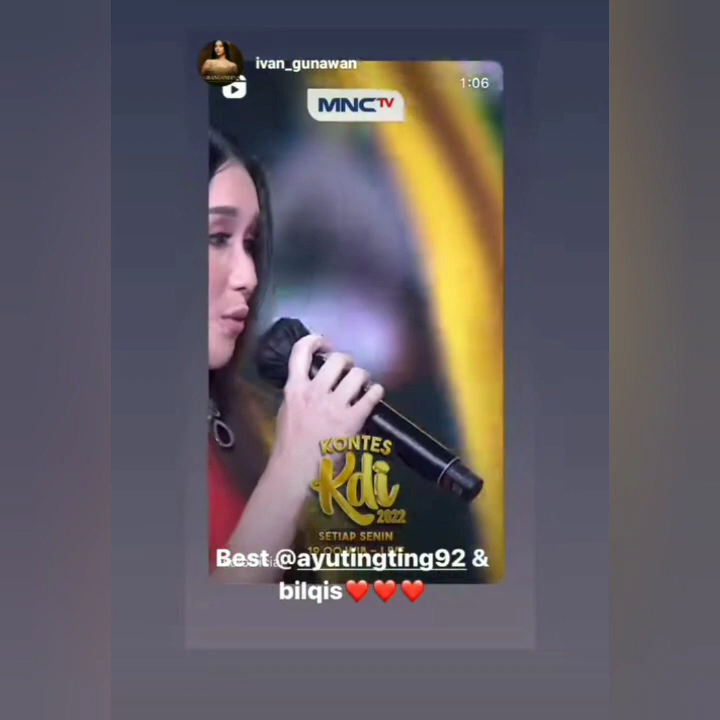 ivan_gunawan
1:06
MNCTV
KONTES
Kdi
2022
SETIAP SENIN
Best @ayutingting92 &
bilqis❤️❤️❤️